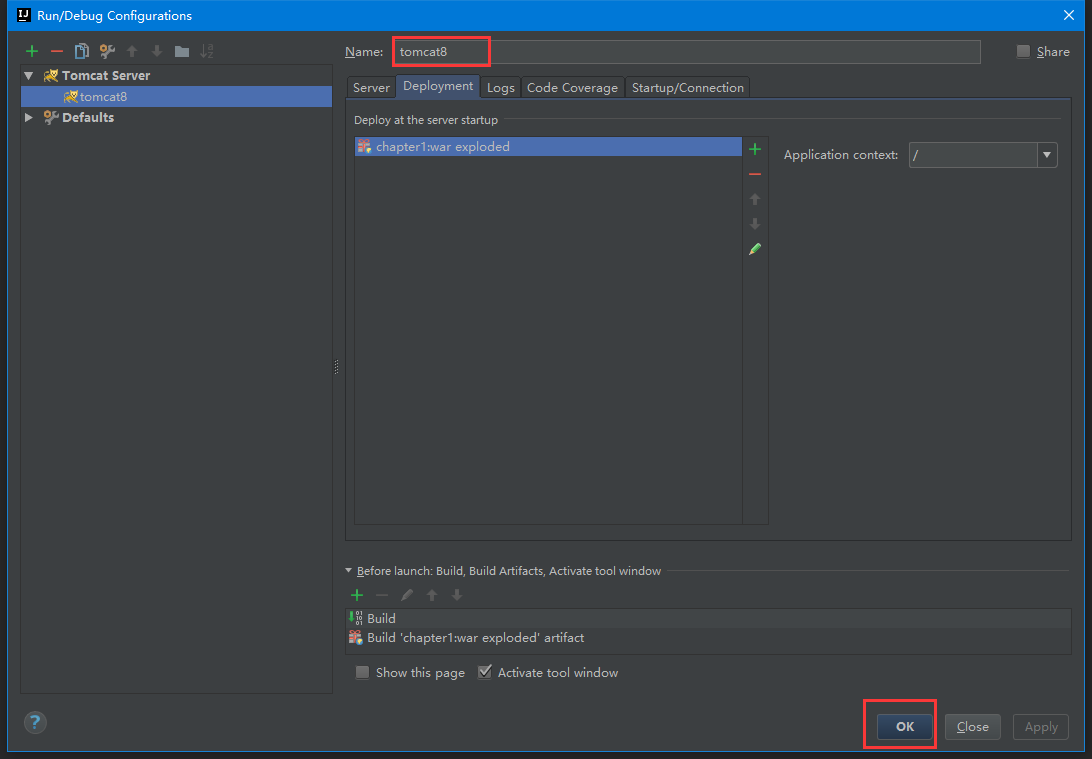 Run/Debug Configurations
Name: tomcat8
Share
Tomcat Server
tomcat8
Defaults
Server Deployment Logs Code Coverage Startup/Connection
Deploy at the server startup
chapter1:war exploded
Application context: /
Before launch: Build, Build Artifacts, Activate tool window
Build
Build 'chapter1:war exploded' artifact
Show this page Activate tool window
? OK Close Apply